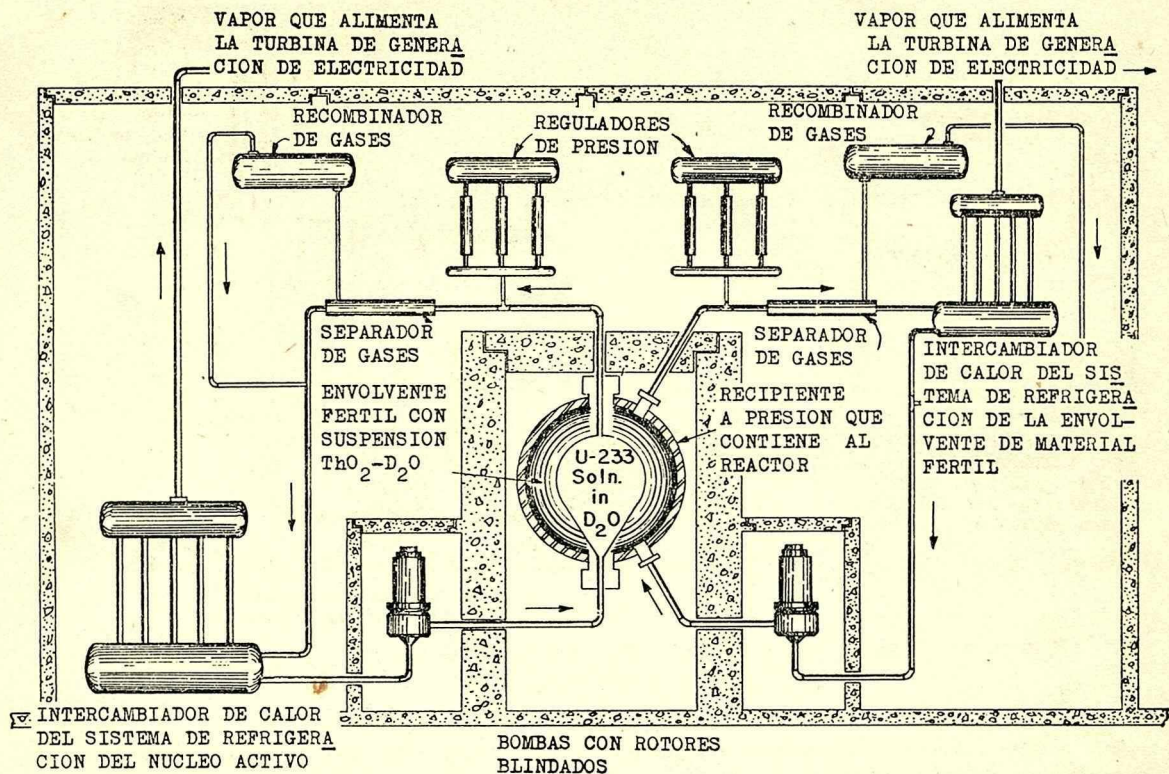 VAPOR QUE ALIMENTA
LA TURBINA DE GENERA
CION DE ELECTRICIDAD
VAPOR QUE ALIMENTA
LA TURBINA DE GENERA
CION DE ELECTRICIDAD
RECOMBINADOR
DE GASES
REGULADORES
DE PRESION
RECOMBINADOR
DE GASES
SEPARADOR
DE GASES
SEPARADOR
DE GASES
ENVOLVENTE
FERTIL CON
SUSPENSION
ThO₂-D₂O
U-233
Soln.
in
D₂O
RECIPIENTE
A PRESION QUE
CONTIENE AL
REACTOR
INTERCAMBIADOR
DE CALOR DEL SIS
TEMA DE REFRIGERA
CION DE LA ENVOL-
VENTE DE MATERIAL
FERTIL
INTERCAMBIADOR DE CALOR
DEL SISTEMA DE REFRIGERA
CION DEL NUCLEO ACTIVO
BOMBAS CON ROTORES
BLINDADOS